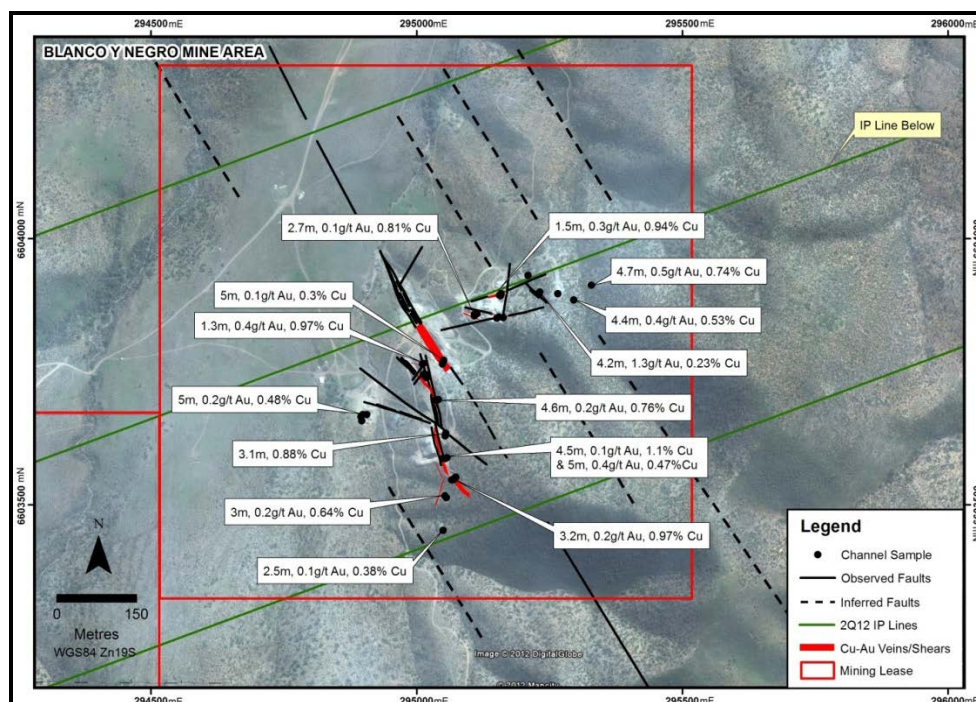 294500mE
295000mE
295500mE
296000mE
BLANCO Y NEGRO MINE AREA
IP Line Below
6604000 mN
2.7m, 0.1g/t Au, 0.81% Cu
1.5m, 0.3g/t Au, 0.94% Cu
4.7m, 0.5g/t Au, 0.74% Cu
5m, 0.1g/t Au, 0.3% Cu
4.4m, 0.4g/t Au, 0.53% Cu
1.3m, 0.4g/t Au, 0.97% Cu
4.2m, 1.3g/t Au, 0.23% Cu
5m, 0.2g/t Au, 0.48% Cu
4.6m, 0.2g/t Au, 0.76% Cu
3.1m, 0.88% Cu
4.5m, 0.1g/t Au, 1.1% Cu
& 5m, 0.4g/t Au, 0.47%Cu
6603500 mN
3m, 0.2g/t Au, 0.64% Cu
3.2m, 0.2g/t Au, 0.97% Cu
2.5m, 0.1g/t Au, 0.38% Cu
N
0 150
Metres
WGS84 Zn19S
Legend
Channel Sample
Observed Faults
Inferred Faults
2Q12 IP Lines
Cu-Au Veins/Shears
Mining Lease
Image © 2012 DigitalGlobe
294500mE
295000mE
295500mE
296000mE